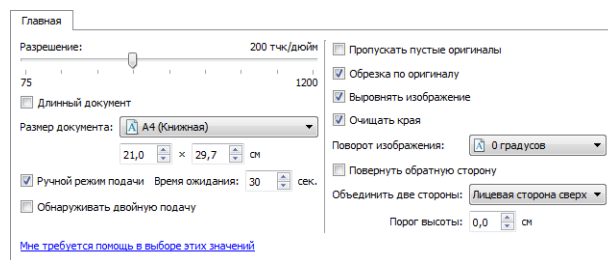 Главная
Разрешение: 200 тчк/дюйм
75 1200
Длинный документ
Размер документа: A4 (Книжная)
21,0 × 29,7 см
Ручной режим подачи Время ожидания: 30 сек.
Обнаруживать двойную подачу
Мне требуется помощь в выборе этих значений
Пропускать пустые оригиналы
Обрезка по оригиналу
Выровнять изображение
Очищать края
Поворот изображения: 0 градусов
Повернуть обратную сторону
Объединить две стороны: Лицевая сторона сверх
Порог высоты: 0,0 см